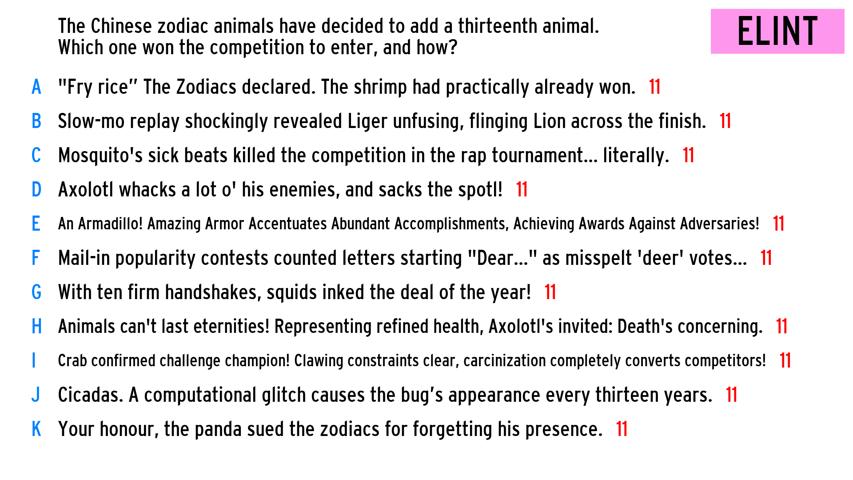 The Chinese zodiac animals have decided to add a thirteenth animal.
Which one won the competition to enter, and how?
ELINT
A "Fry rice” The Zodiacs declared. The shrimp had practically already won. 11
B Slow-mo replay shockingly revealed Liger unfusing, flinging Lion across the finish. 11
C Mosquito's sick beats killed the competition in the rap tournament... literally. 11
D Axolotl whacks a lot o' his enemies, and sacks the spotl! 11
E An Armadillo! Amazing Armor Accentuates Abundant Accomplishments, Achieving Awards Against Adversaries! 11
F Mail-in popularity contests counted letters starting "Dear..." as misspelt 'deer' votes... 11
G With ten firm handshakes, squids inked the deal of the year! 11
H Animals can't last eternities! Representing refined health, Axolotl's invited: Death's concerning. 11
I Crab confirmed challenge champion! Clawing constraints clear, carcinization completely converts competitors! 11
J Cicadas. A computational glitch causes the bug’s appearance every thirteen years. 11
K Your honour, the panda sued the zodiacs for forgetting his presence. 11